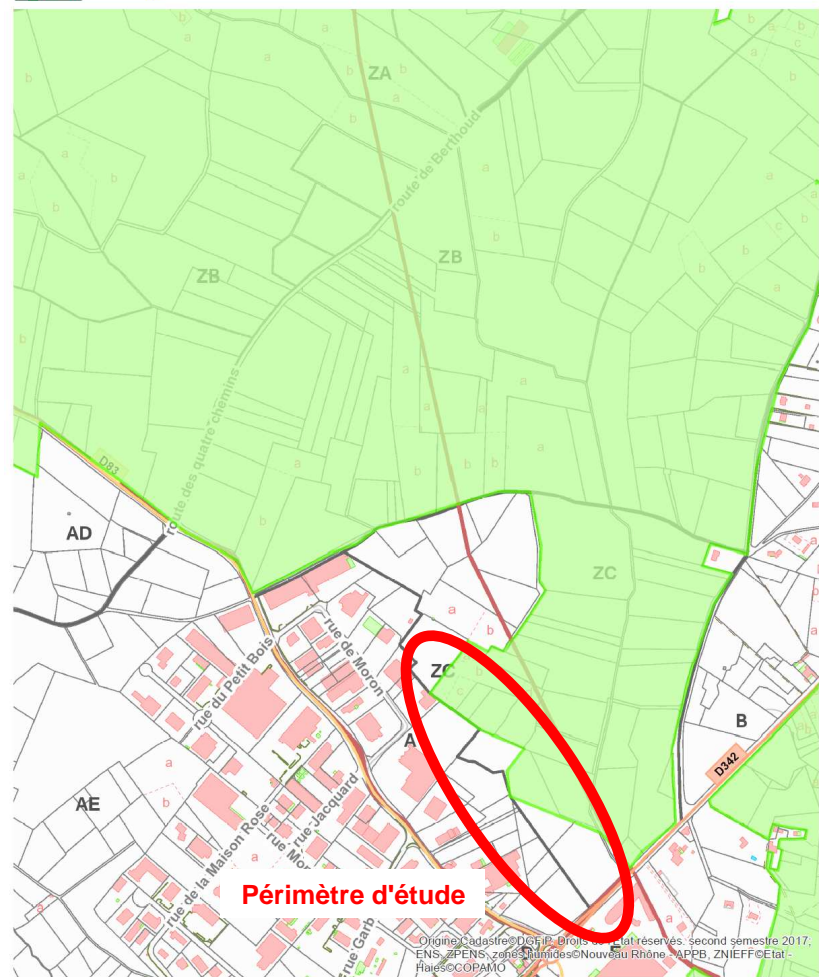 b
a
b
b
c
a
ZA
b
a
b
a
a
b
a
b
route de Berthoud
a
b
a
b
c
b
ZB
ZB
a
a
a
a
a
b
b
b
a
b
route des quatre chemins
D83
AD
ZC
a
b
a
rue de Moron
rue du Petit Bois
ZC
b
c
B
D342
a
b
AE
rue Jacquard
rue de la Maison Rose
a
a
Périmètre d'étude
Origine Cadastre©DGFiP, Droits de l'Etat réservés. second semestre 2017,
ENS, ZPENS, zones humides©Nouveau Rhône - APPB, ZNIEFF©Etat -
Haies©COPAMO